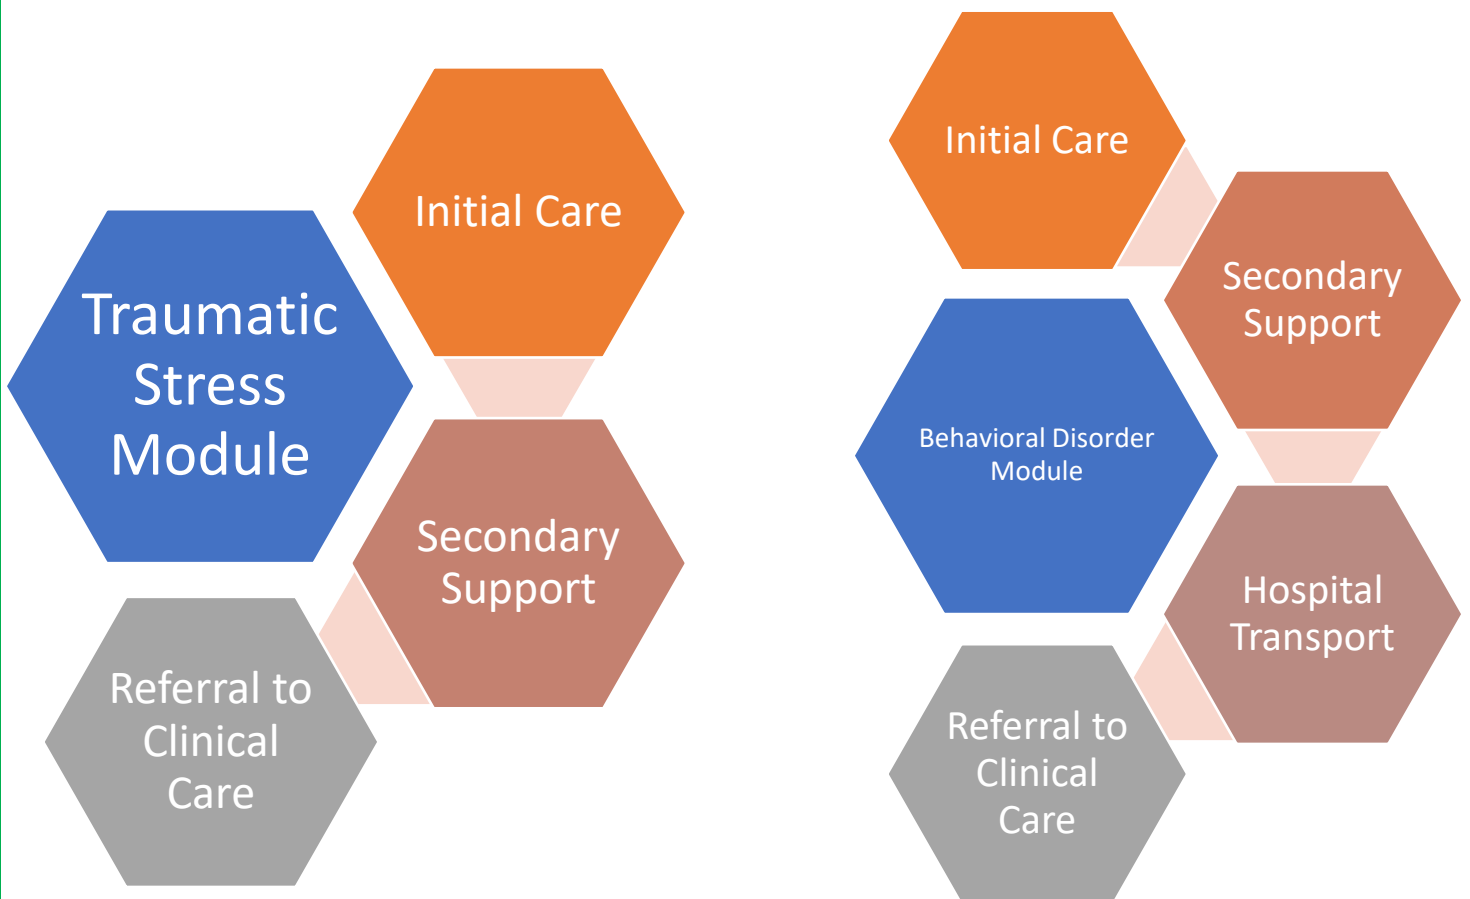 Traumatic
Stress
Module
Initial Care
Secondary
Support
Referral to
Clinical
Care
Behavioral Disorder
Module
Initial Care
Secondary
Support
Hospital
Transport
Referral to
Clinical
Care